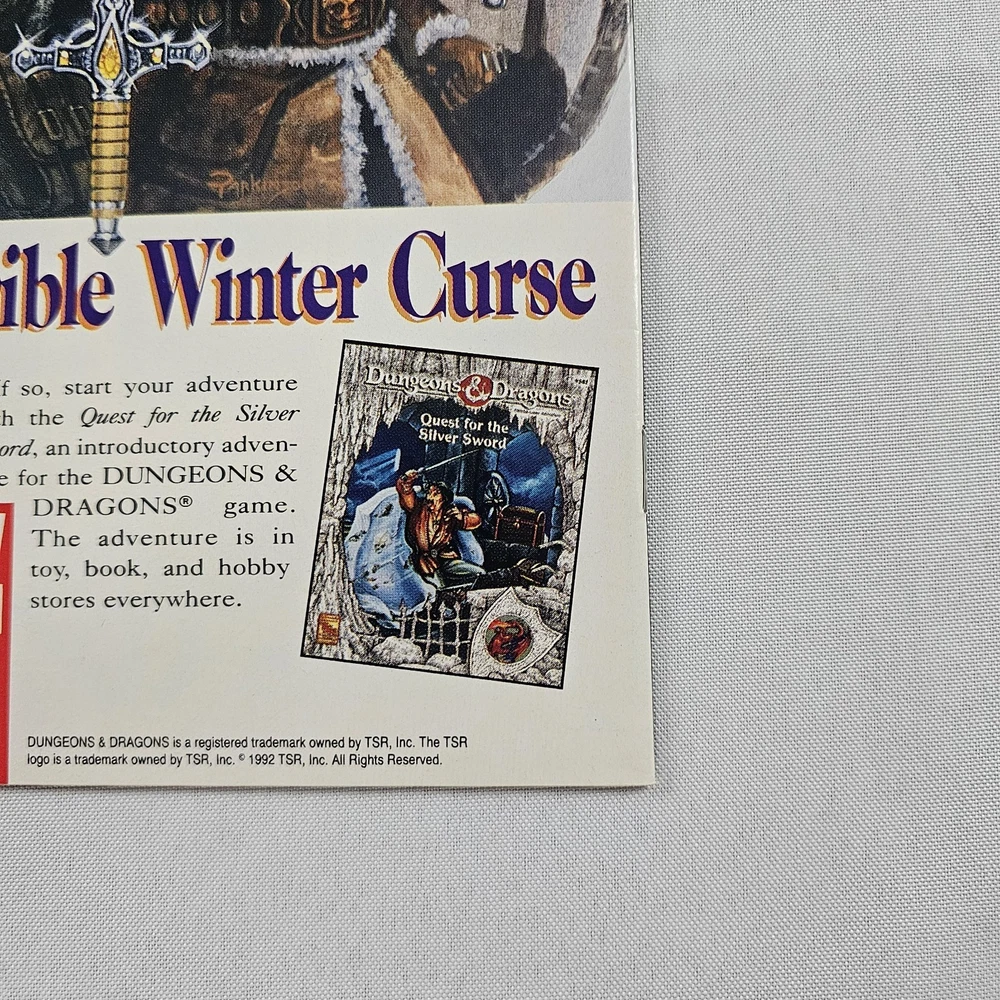 Parkinson
ible Winter Curse
f so, start your adventure
h the Quest for the Silver
ord, an introductory adven-
e for the DUNGEONS &
DRAGONS® game.
The adventure is in
toy, book, and hobby
stores everywhere.
Dungeons & Dragons
Quest for the
Silver Sword
DUNGEONS & DRAGONS is a registered trademark owned by TSR, Inc. The TSR
logo is a trademark owned by TSR, Inc. © 1992 TSR, Inc. All Rights Reserved.